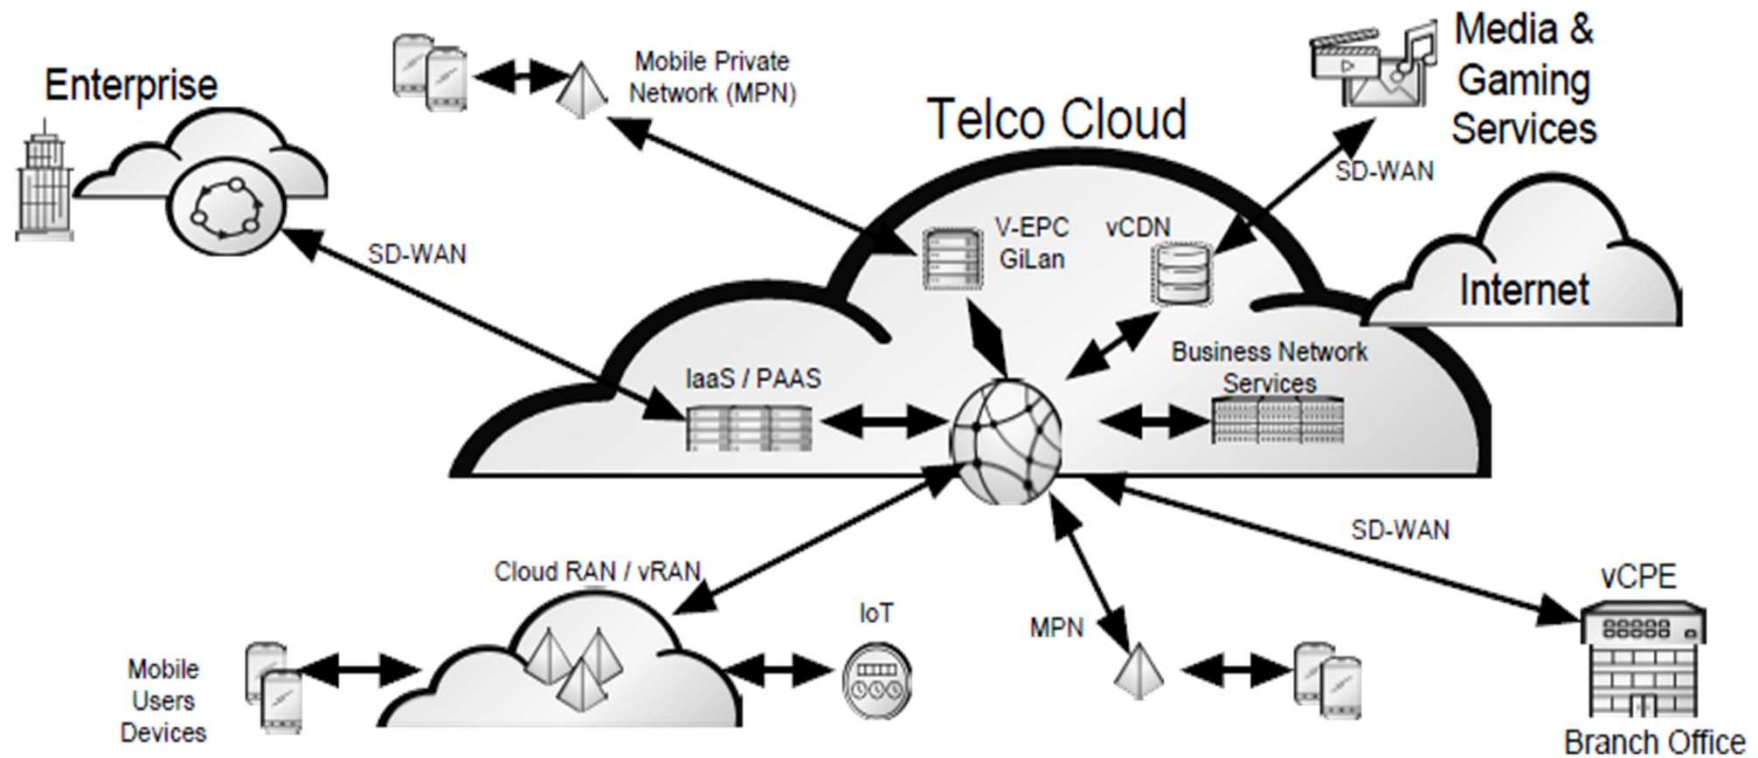 Enterprise
Mobile Private
Network (MPN)
Media &
Gaming
Services
Telco Cloud
SD-WAN
SD-WAN
V-EPC
GiLan
vCDN
Internet
IaaS / PAAS
Business Network
Services
SD-WAN
Cloud RAN / vRAN
IoT
MPN
vCPE
Mobile
Users
Devices
Branch Office